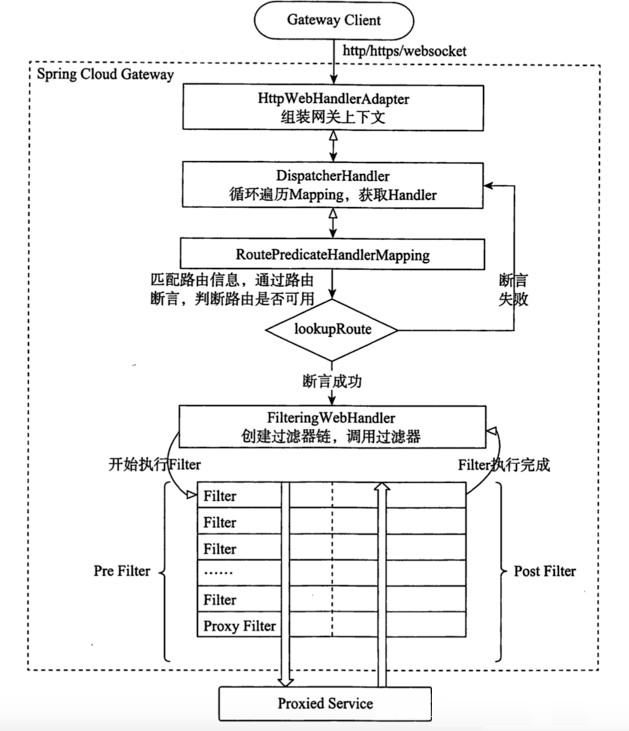 Gateway Client
http/https/websocket
Spring Cloud Gateway
HttpWebHandlerAdapter
组装网关上下文
DispatcherHandler
循环遍历Mapping，获取Handler
RoutePredicateHandlerMapping
匹配路由信息，通过路由
断言，判断路由是否可用
断言
失败
lookupRoute
断言成功
FilteringWebHandler
创建过滤器链，调用过滤器
开始执行Filter
Filter执行完成
Filter
Filter
Filter
Pre Filter
……
Post Filter
Filter
Proxy Filter
Proxied Service